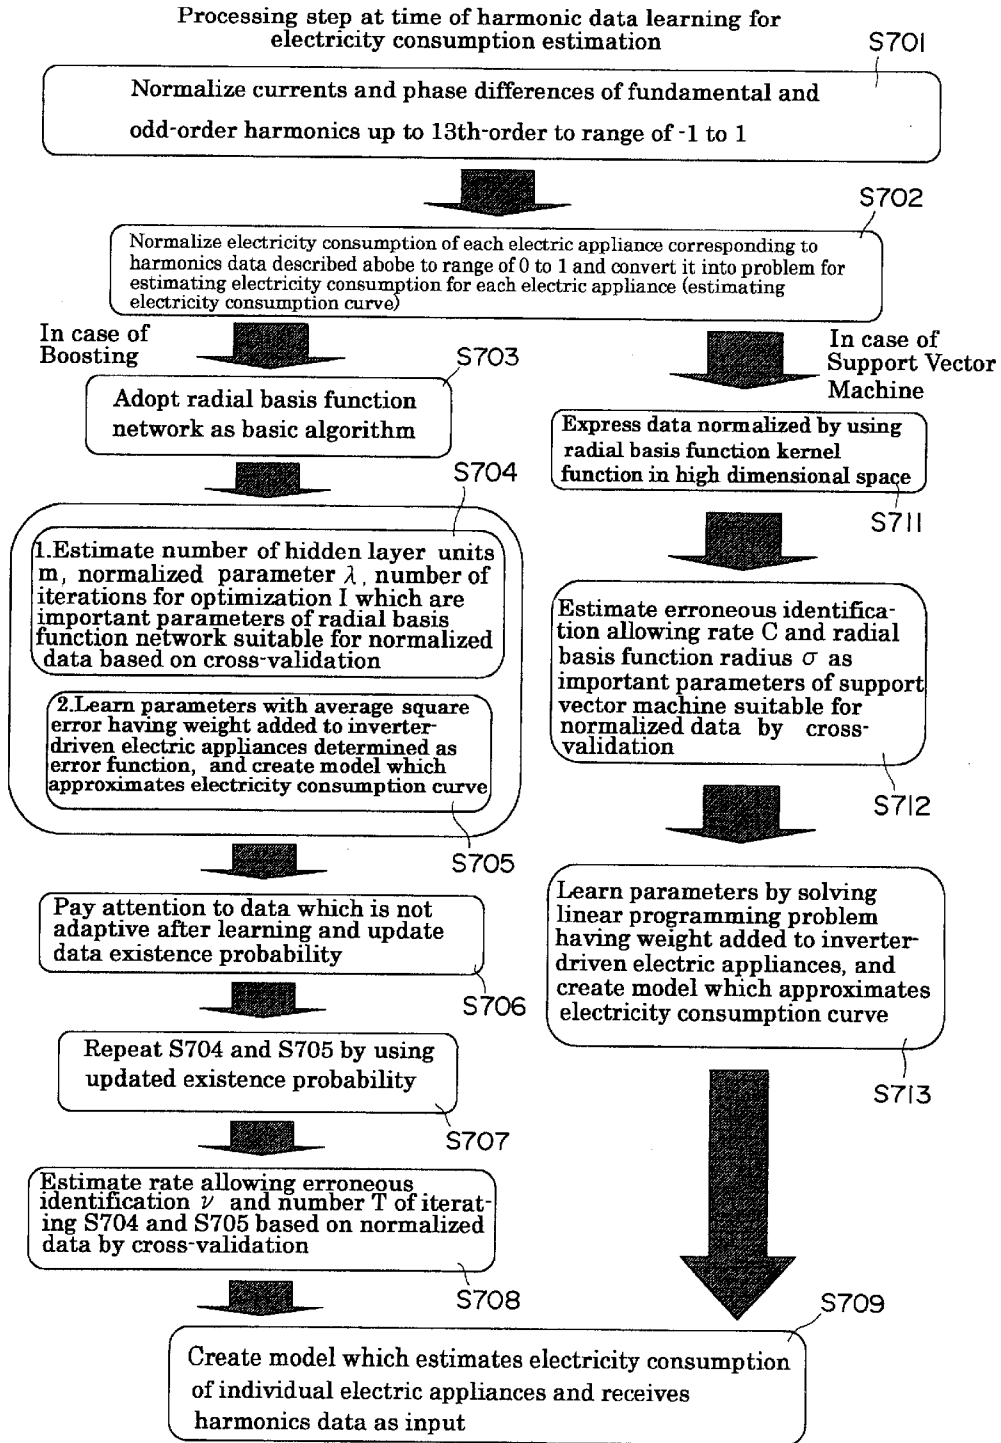 Processing step at time of harmonic data learning for
electricity consumption estimation
S701
Normalize currents and phase differences of fundamental and
odd-order harmonics up to 13th-order to range of -1 to 1
S702
Normalize electricity consumption of each electric appliance corresponding to
harmonics data described abobe to range of 0 to 1 and convert it into problem for
estimating electricity consumption for each electric appliance (estimating
electricity consumption curve)
In case of
Boosting
S703
Adopt radial basis function
network as basic algorithm
S704
1.Estimate number of hidden layer units
m, normalized parameter λ, number of
iterations for optimization I which are
important parameters of radial basis
function network suitable for normalized
data based on cross-validation
2.Learn parameters with average square
error having weight added to inverter-
driven electric appliances determined as
error function, and create model which
approximates electricity consumption curve
S705
Pay attention to data which is not
adaptive after learning and update
data existence probability
S706
Repeat S704 and S705 by using
updated existence probability
S707
Estimate rate allowing erroneous
identification ν and number T of iterat-
ing S704 and S705 based on normalized
data by cross-validation
S708
In case of
Support Vector
Machine
Express data normalized by using
radial basis function kernel
function in high dimensional space
S711
Estimate erroneous identifica-
tion allowing rate C and radial
basis function radius σ as
important parameters of support
vector machine suitable for
normalized data by cross-
validation
S712
Learn parameters by solving
linear programming problem
having weight added to inverter-
driven electric appliances, and
create model which approximates
electricity consumption curve
S713
S709
Create model which estimates electricity consumption
of individual electric appliances and receives
harmonics data as input